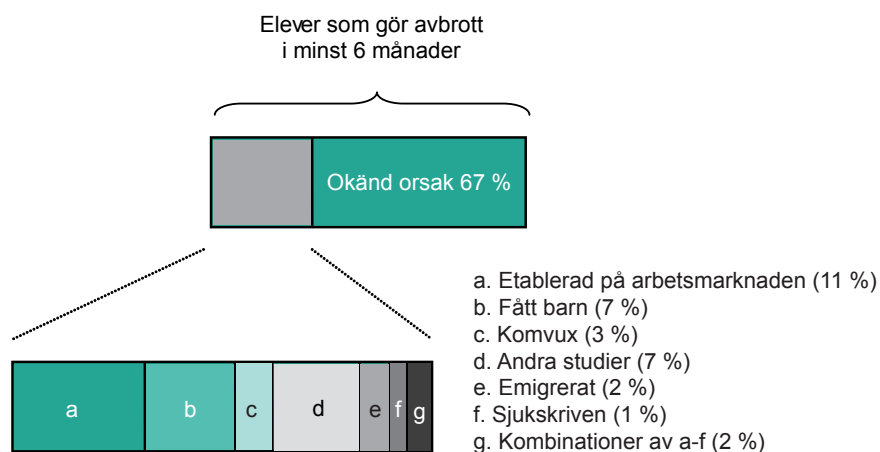 Elever som gör avbrott
i minst 6 månader
Okänd orsak 67 %
a. Etablerad på arbetsmarknaden (11 %)
b. Fått barn (7 %)
c. Komvux (3 %)
d. Andra studier (7 %)
e. Emigrerat (2 %)
f. Sjukskriven (1 %)
g. Kombinationer av a-f (2 %)
a b c d e f g